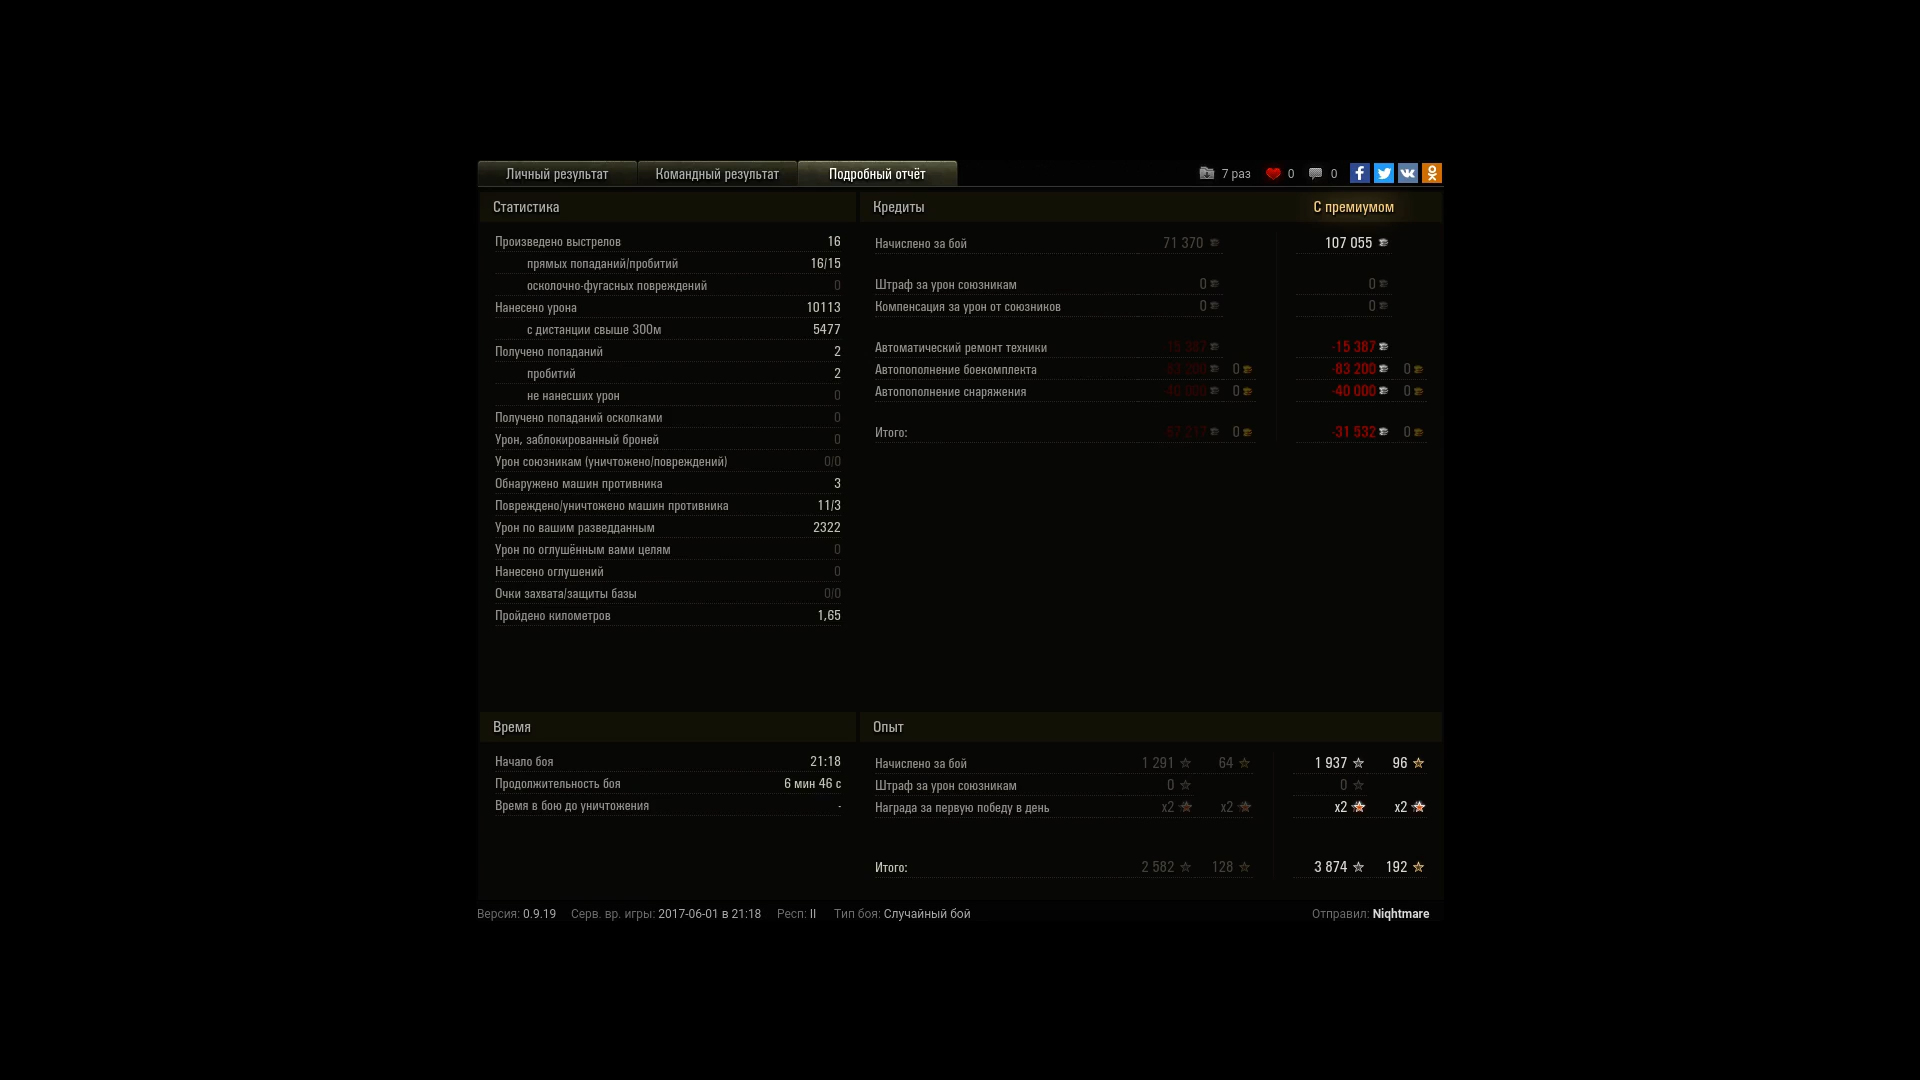 Личный результат Командный результат Подробный отчёт 7 раз 0 0
Статистика
Произведено выстрелов 16
прямых попаданий/пробитий 16/15
осколочно-фугасных повреждений 0
Нанесено урона 10113
с дистанции свыше 300м 5477
Получено попаданий 2
пробитий 2
не нанесших урон 0
Получено попаданий осколками 0
Урон, заблокированный броней 0
Урон союзникам (уничтожено/повреждений) 0/0
Обнаружено машин противника 3
Повреждено/уничтожено машин противника 11/3
Урон по вашим разведданным 2322
Урон по оглушённым вами целям 0
Нанесено оглушений 0
Очки захвата/защиты базы 0/0
Пройдено километров 1,65
Кредиты С премиумом
Начислено за бой 71 370 107 055
Штраф за урон союзникам 0 0
Компенсация за урон от союзников 0 0
Автоматический ремонт техники -15 387 -15 387
Автопополнение боекомплекта -83 200 0 -83 200 0
Автопополнение снаряжения -40 000 0 -40 000 0
Итого: -67 217 0 -31 532 0
Время
Начало боя 21:18
Продолжительность боя 6 мин 46 с
Время в бою до уничтожения -
Опыт
Начислено за бой 1 291 64 1 937 96
Штраф за урон союзникам 0 0
Награда за первую победу в день x2 x2 x2 x2
Итого: 2 582 128 3 874 192
Версия: 0.9.19 Серв. вр. игры: 2017-06-01 в 21:18 Респ: II Тип боя: Случайный бой Отправил: Niqhtmare